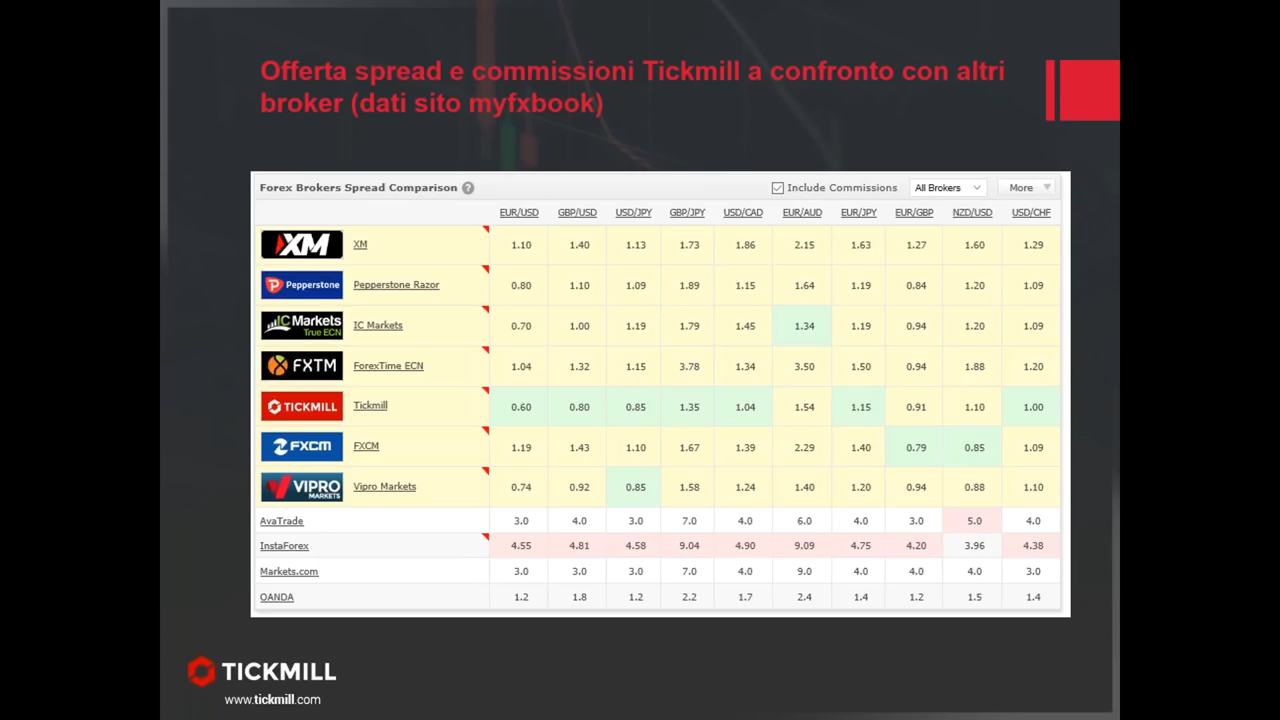 Offerta spread e commissioni Tickmill a confronto con altri
broker (dati sito myfxbook)
Forex Brokers Spread Comparison ? Include Commissions All Brokers More
EUR/USD GBP/USD USD/JPY GBP/JPY USD/CAD EUR/AUD EUR/JPY EUR/GBP NZD/USD USD/CHF
XM XM 1.10 1.40 1.13 1.73 1.86 2.15 1.63 1.27 1.60 1.29
Pepperstone Pepperstone Razor 0.80 1.10 1.09 1.89 1.15 1.64 1.19 0.84 1.20 1.09
IC Markets True ECN IC Markets 0.70 1.00 1.19 1.79 1.45 1.34 1.19 0.94 1.20 1.09
FXTM ForexTime ECN 1.04 1.32 1.15 3.78 1.34 3.50 1.50 0.94 1.88 1.20
TICKMILL Tickmill 0.60 0.80 0.85 1.35 1.04 1.54 1.15 0.91 1.10 1.00
FXCM FXCM 1.19 1.43 1.10 1.67 1.39 2.29 1.40 0.79 0.85 1.09
VIPRO MARKETS Vipro Markets 0.74 0.92 0.85 1.58 1.24 1.40 1.20 0.94 0.88 1.10
AvaTrade 3.0 4.0 3.0 7.0 4.0 6.0 4.0 3.0 5.0 4.0
InstaForex 4.55 4.81 4.58 9.04 4.90 9.09 4.75 4.20 3.96 4.38
Markets.com 3.0 3.0 3.0 7.0 4.0 9.0 4.0 4.0 4.0 3.0
OANDA 1.2 1.8 1.2 2.2 1.7 2.4 1.4 1.2 1.5 1.4
TICKMILL
www.tickmill.com